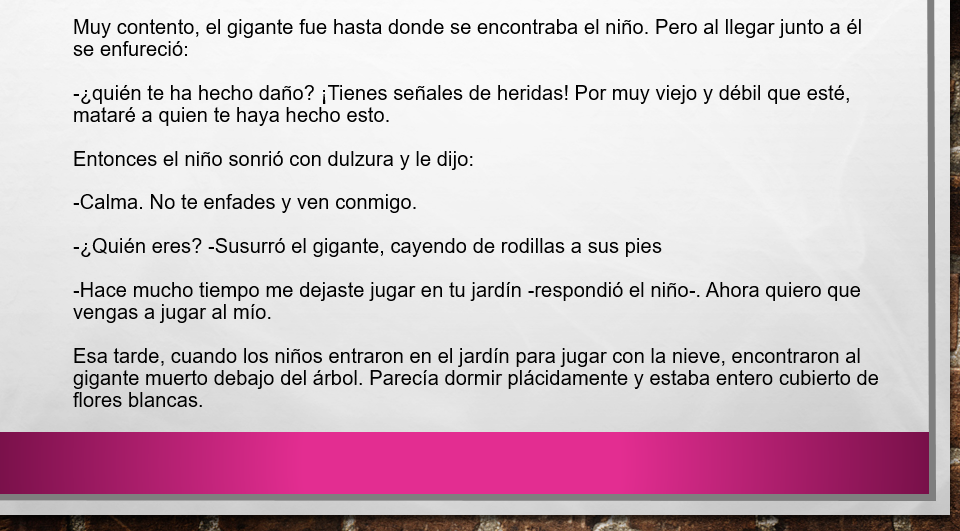 Muy contento, el gigante fue hasta donde se encontraba el niño. Pero al llegar junto a él
se enfureció:
-¿quién te ha hecho daño? ¡Tienes señales de heridas! Por muy viejo y débil que esté,
mataré a quien te haya hecho esto.
Entonces el niño sonrió con dulzura y le dijo:
-Calma. No te enfades y ven conmigo.
-¿Quién eres? -Susurró el gigante, cayendo de rodillas a sus pies
-Hace mucho tiempo me dejaste jugar en tu jardín -respondió el niño-. Ahora quiero que
vengas a jugar al mío.
Esa tarde, cuando los niños entraron en el jardín para jugar con la nieve, encontraron al
gigante muerto debajo del árbol. Parecía dormir plácidamente y estaba entero cubierto de
flores blancas.